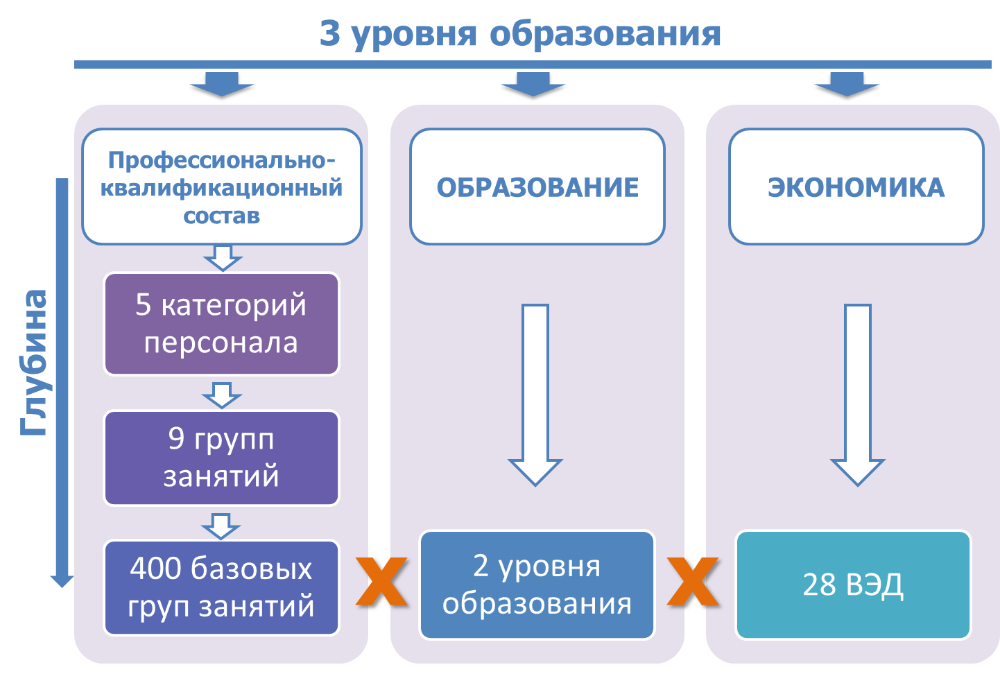 3 уровня образования
Глубина
Профессионально-
квалификационный
состав
5 категорий
персонала
9 групп
занятий
400 базовых
груп занятий
X
ОБРАЗОВАНИЕ
2 уровня
образования
X
ЭКОНОМИКА
28 ВЭД